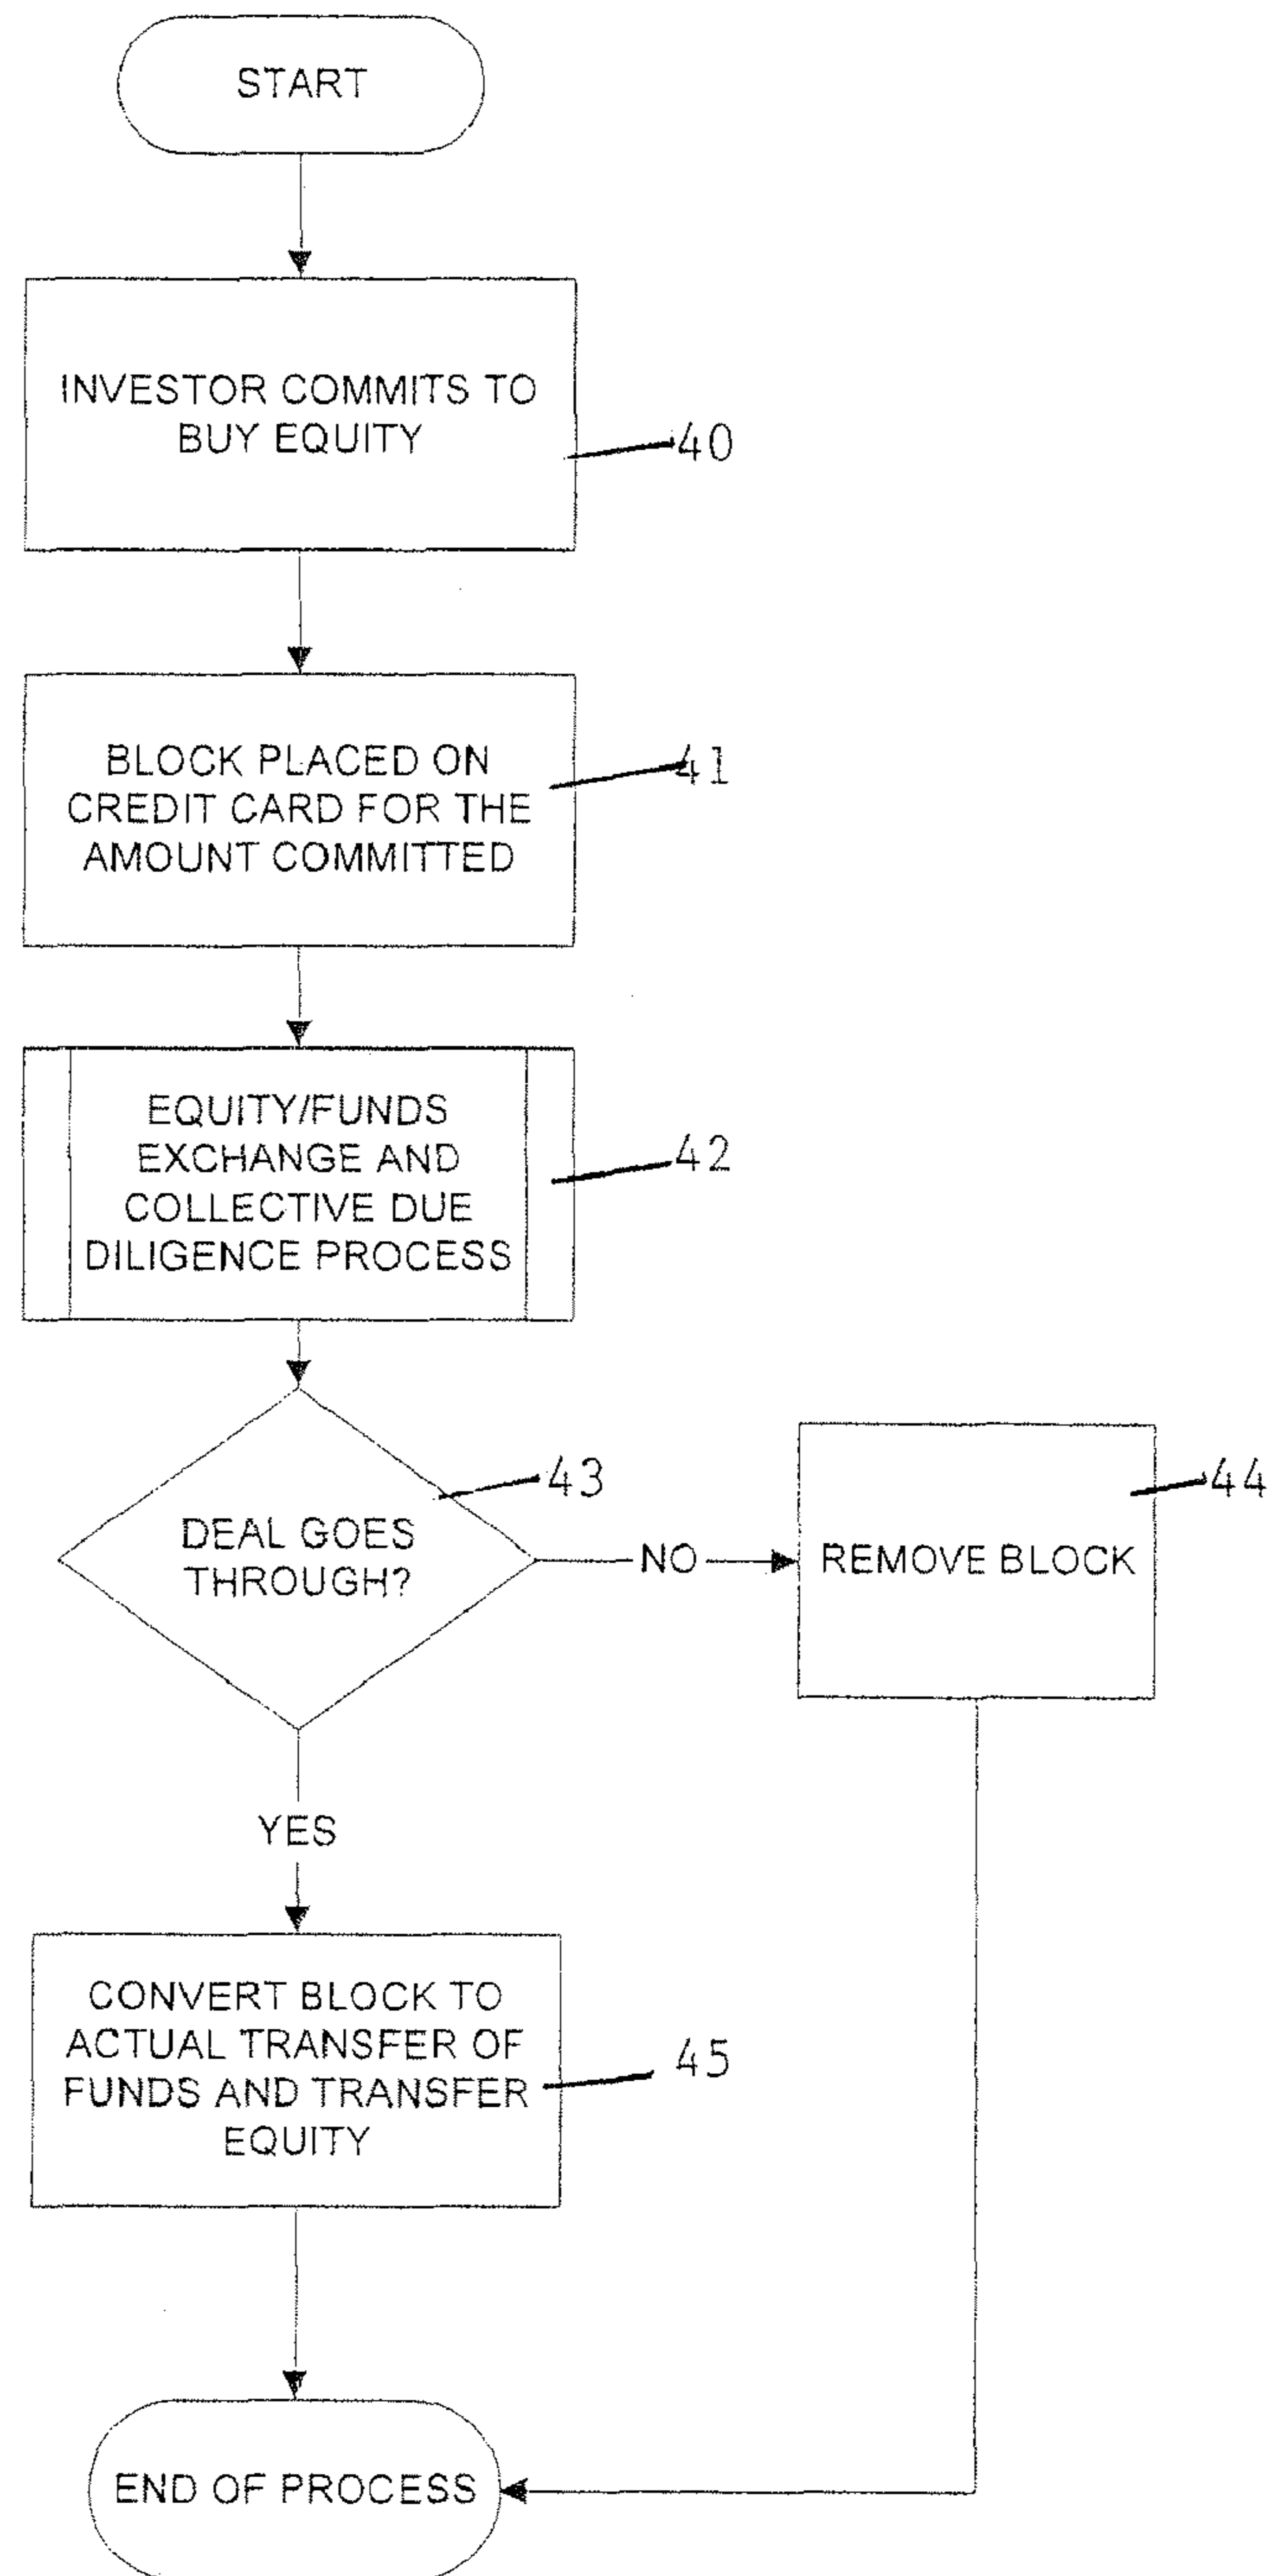 START
INVESTOR COMMITS TO
BUY EQUITY
40
BLOCK PLACED ON
CREDIT CARD FOR THE
AMOUNT COMMITTED
41
EQUITY/FUNDS
EXCHANGE AND
COLLECTIVE DUE
DILIGENCE PROCESS
42
DEAL GOES
THROUGH?
43
NO
REMOVE BLOCK
44
YES
CONVERT BLOCK TO
ACTUAL TRANSFER OF
FUNDS AND TRANSFER
EQUITY
45
END OF PROCESS